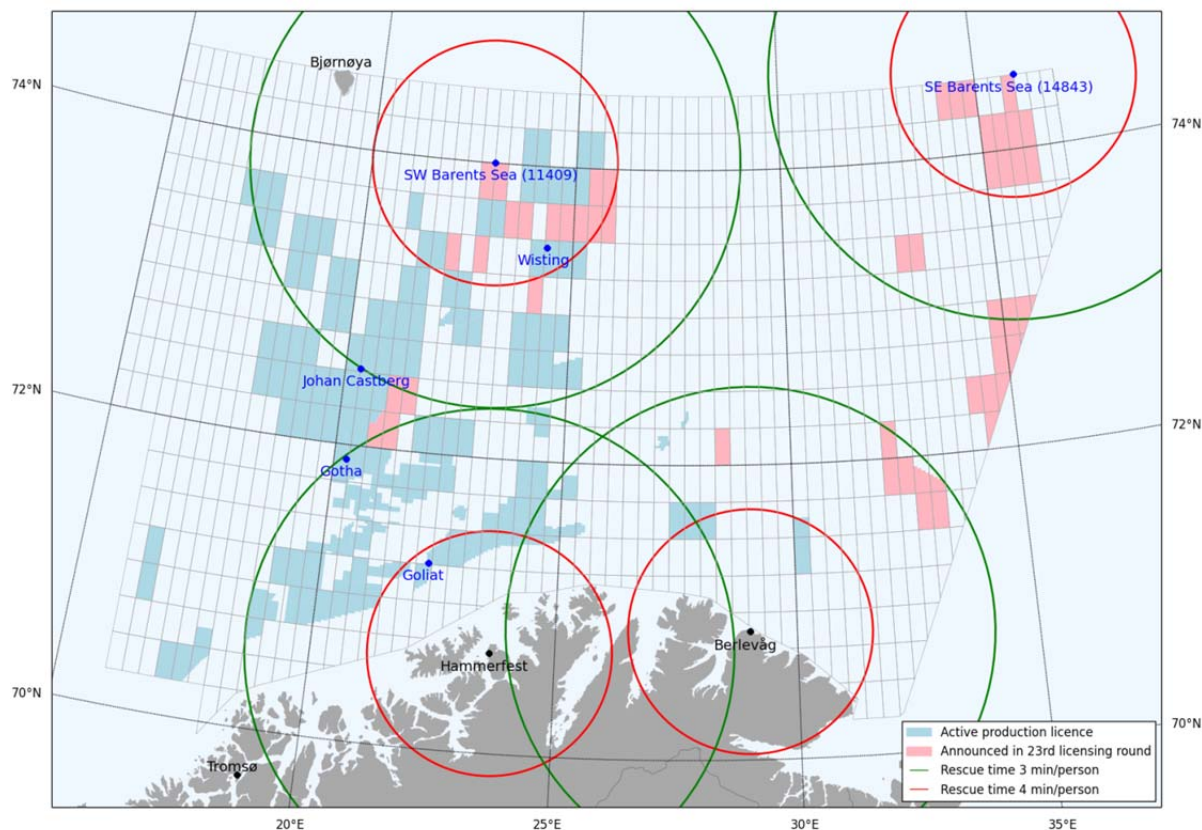 Bjørnøya
74°N
SE Barents Sea (14843)
74°N
SW Barents Sea (11409)
Wisting
72°N
Johan Castberg
72°N
Gotha
Goliat
Berlevåg
Hammerfest
70°N
70°N
Tromsø
Active production licence
Announced in 23rd licensing round
Rescue time 3 min/person
Rescue time 4 min/person
20°E
25°E
30°E
35°E